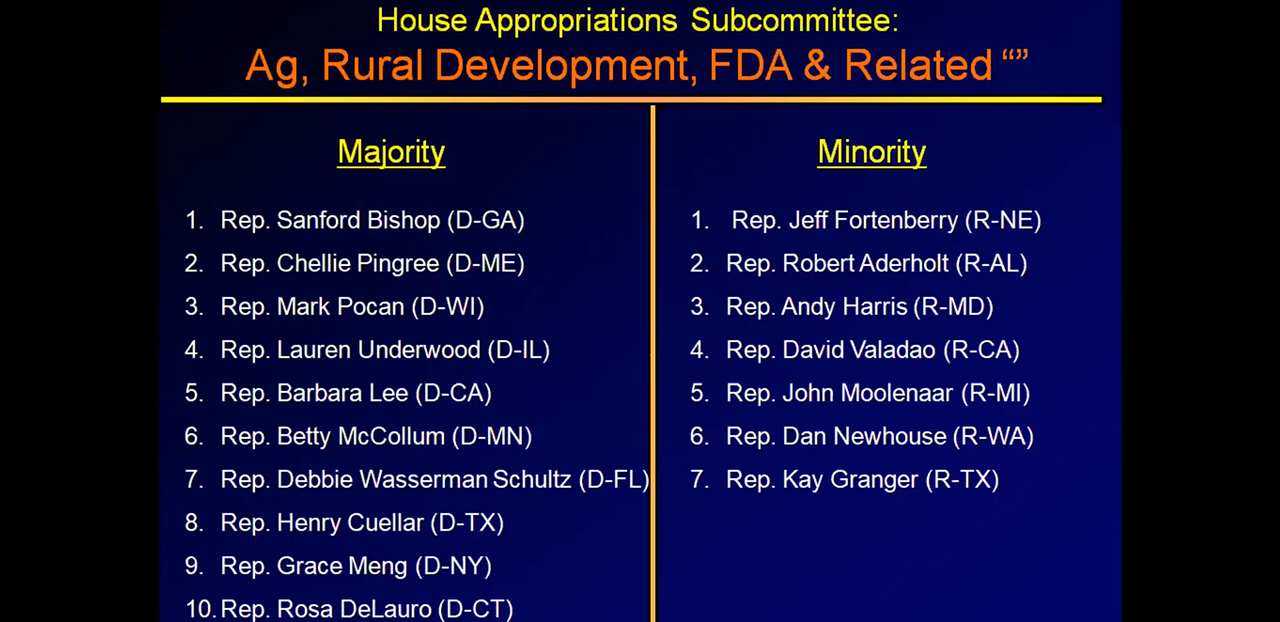 House Appropriations Subcommittee:
Ag, Rural Development, FDA & Related “”
Majority
1. Rep. Sanford Bishop (D-GA)
2. Rep. Chellie Pingree (D-ME)
3. Rep. Mark Pocan (D-WI)
4. Rep. Lauren Underwood (D-IL)
5. Rep. Barbara Lee (D-CA)
6. Rep. Betty McCollum (D-MN)
7. Rep. Debbie Wasserman Schultz (D-FL)
8. Rep. Henry Cuellar (D-TX)
9. Rep. Grace Meng (D-NY)
10. Rep. Rosa DeLauro (D-CT)
Minority
1. Rep. Jeff Fortenberry (R-NE)
2. Rep. Robert Aderholt (R-AL)
3. Rep. Andy Harris (R-MD)
4. Rep. David Valadao (R-CA)
5. Rep. John Moolenaar (R-MI)
6. Rep. Dan Newhouse (R-WA)
7. Rep. Kay Granger (R-TX)